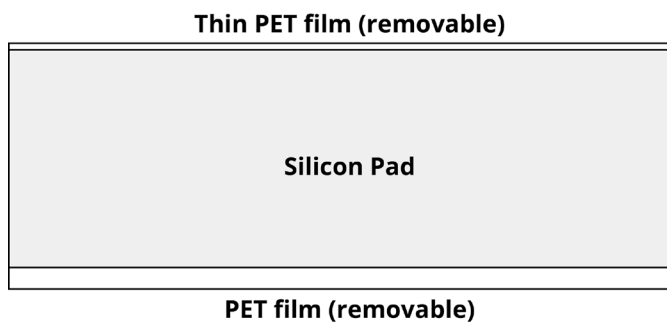 Thin PET film (removable)
Silicon Pad
PET film (removable)